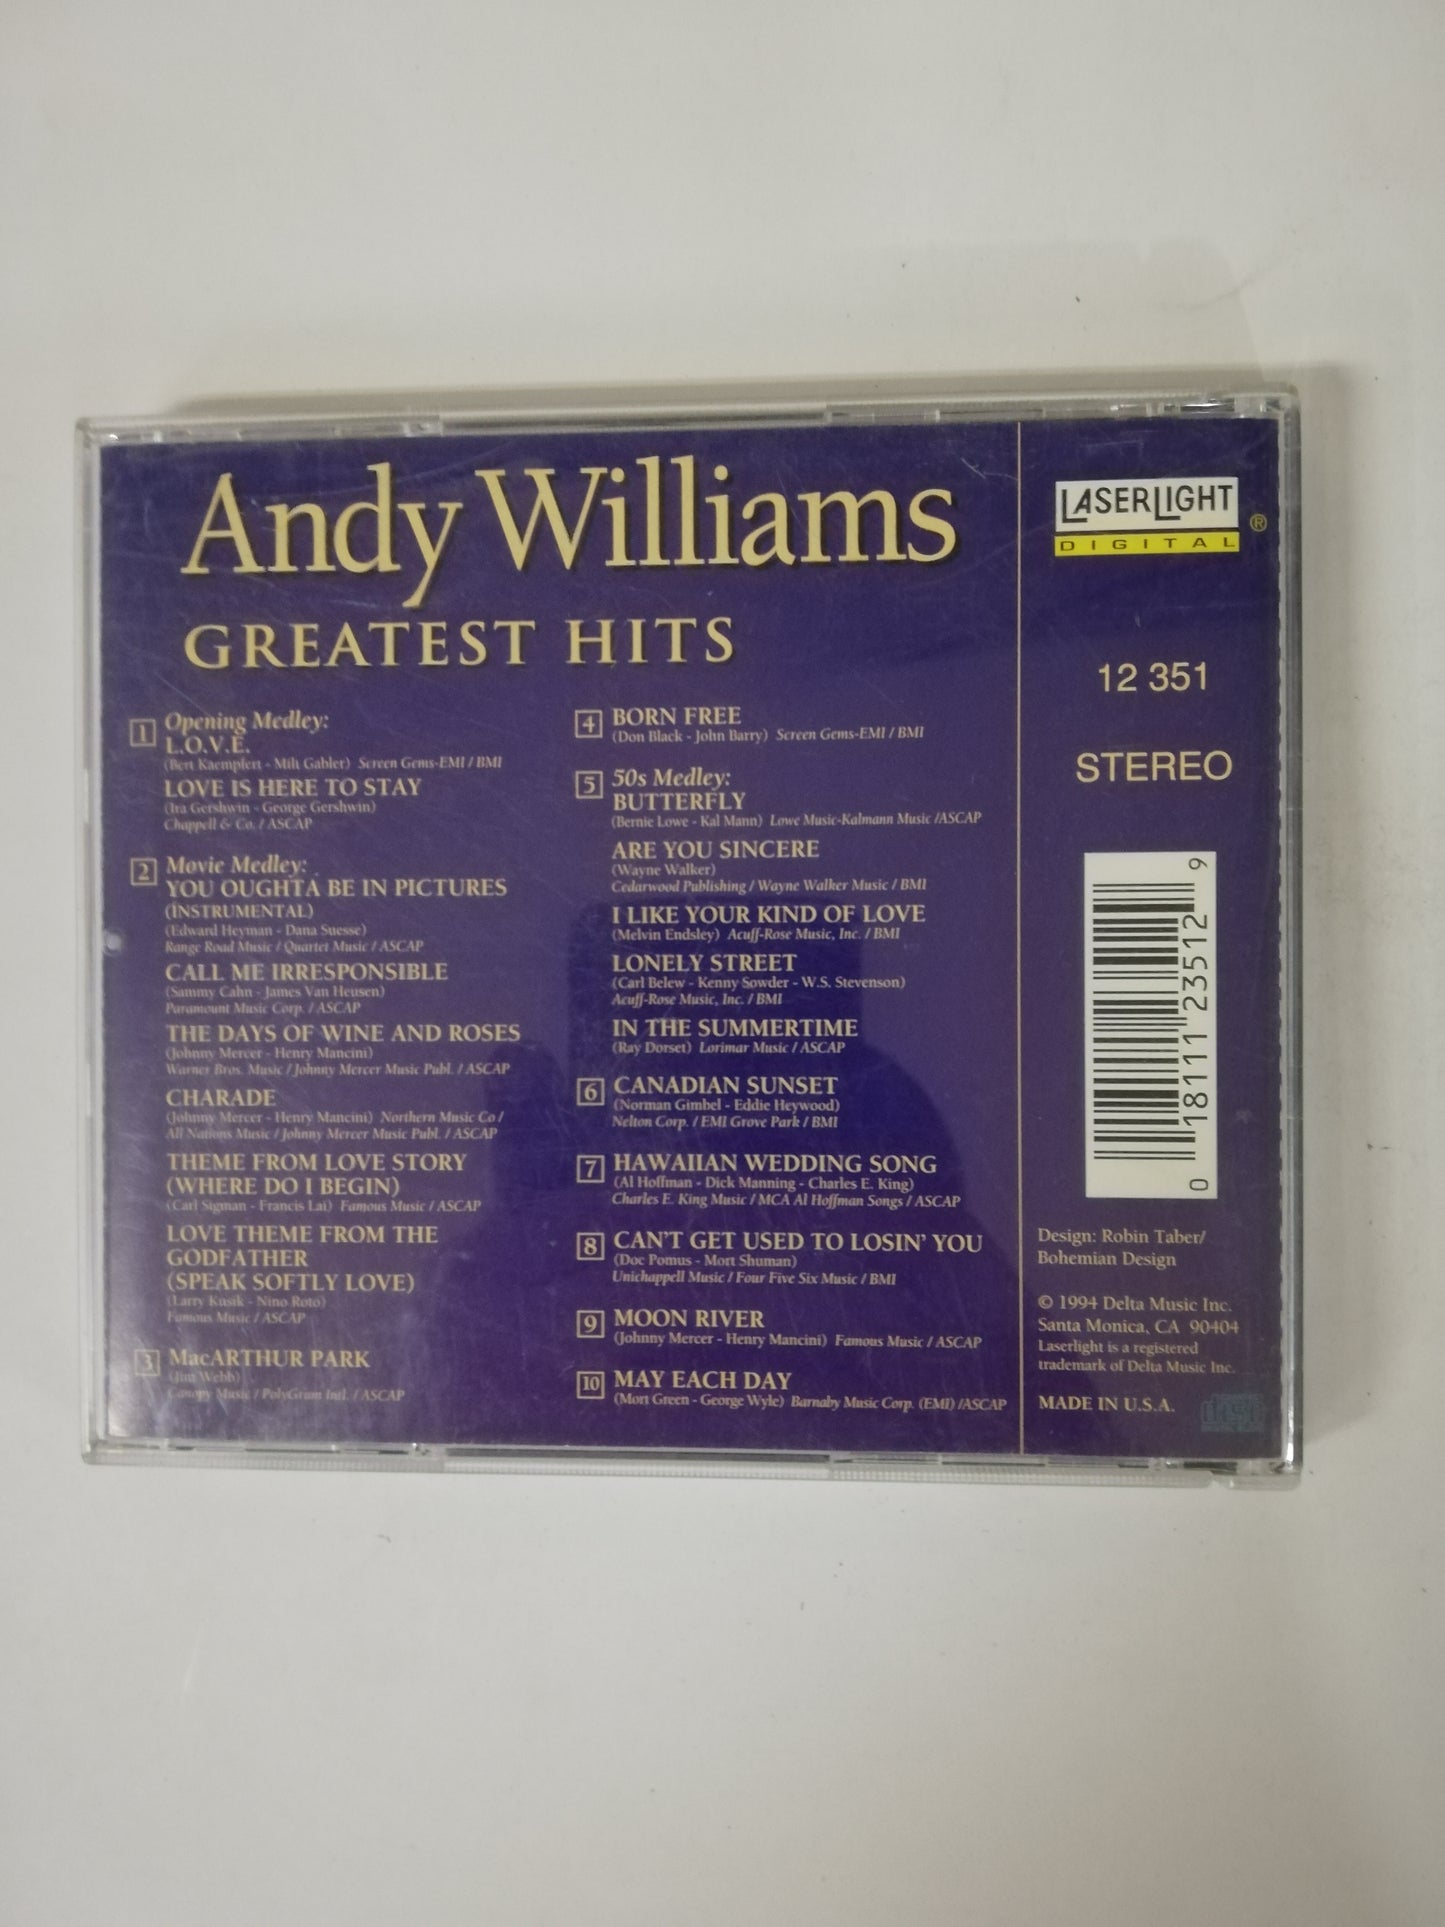 Andy Williams
GREATEST HITS
1 Opening Medley:
L.O.V.E.
(Bert Kaempfert - Milt Gabler) Screen Gems-EMI / BMI
LOVE IS HERE TO STAY
(Ira Gershwin - George Gershwin)
Chappell & Co. / ASCAP
2 Movie Medley:
YOU OUGHTA BE IN PICTURES
(INSTRUMENTAL)
(Edward Heyman - Dana Suesse)
Range Road Music / Quartet Music / ASCAP
CALL ME IRRESPONSIBLE
(Sammy Cahn - James Van Heusen)
Paramount Music Corp. / ASCAP
THE DAYS OF WINE AND ROSES
(Johnny Mercer - Henry Mancini)
Warner Bros. Music / Johnny Mercer Music Publ. / ASCAP
CHARADE
(Johnny Mercer - Henry Mancini) Northern Music Co /
All Nations Music / Johnny Mercer Music Publ. / ASCAP
THEME FROM LOVE STORY
(WHERE DO I BEGIN)
(Carl Sigman - Francis Lai) Famous Music / ASCAP
LOVE THEME FROM THE
GODFATHER
(SPEAK SOFTLY LOVE)
(Larry Kusik - Nino Roto)
Famous Music / ASCAP
3 MacARTHUR PARK
(Jim Webb)
Canopy Music / PolyGram Intl. / ASCAP
4 BORN FREE
(Don Black - John Barry) Screen Gems-EMI / BMI
5 50s Medley:
BUTTERFLY
(Bernie Lowe - Kal Mann) Lowe Music-Kalmann Music /ASCAP
ARE YOU SINCERE
(Wayne Walker)
Cedarwood Publishing / Wayne Walker Music / BMI
I LIKE YOUR KIND OF LOVE
(Melvin Endsley) Acuff-Rose Music, Inc. / BMI
LONELY STREET
(Carl Belew - Kenny Sowder - W.S. Stevenson)
Acuff-Rose Music, Inc. / BMI
IN THE SUMMERTIME
(Ray Dorset) Lorimar Music / ASCAP
6 CANADIAN SUNSET
(Norman Gimbel - Eddie Heywood)
Nelton Corp. / EMI Grove Park / BMI
7 HAWAIIAN WEDDING SONG
(Al Hoffman - Dick Manning - Charles E. King)
Charles E. King Music / MCA Al Hoffman Songs / ASCAP
8 CAN'T GET USED TO LOSIN' YOU
(Doc Pomus - Mort Shuman)
Unichappell Music / Four Five Six Music / BMI
9 MOON RIVER
(Johnny Mercer - Henry Mancini) Famous Music / ASCAP
10 MAY EACH DAY
(Mort Green - George Wyle) Barnaby Music Corp. (EMI) /ASCAP
LASERLIGHT ®
DIGITAL
12 351
STEREO
0 18111 23512 9
Design: Robin Taber/
Bohemian Design
© 1994 Delta Music Inc.
Santa Monica, CA 90404
Laserlight is a registered
trademark of Delta Music Inc.
MADE IN U.S.A.